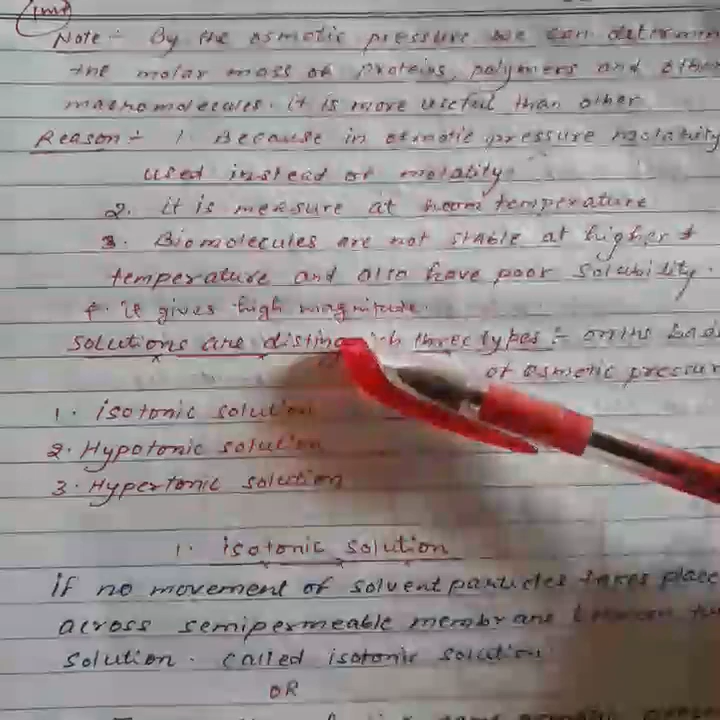 (imp)
Note:- By the osmotic pressure we can determin
the molar mass of proteins, polymers and other
macromolecules. it is more useful than other
Reason:- 1. Because in osmotic pressure molarity
used instead of molality.
2. it is measure at room temperature
3. Biomolecules are not stable at higher
temperature and also have poor solubility.
4. it gives high magnitude.
solutions are three types :- on the
of osmotic pressur
1. isotonic solution
2. Hypotonic solution
3. Hypertonic solution
1. isotonic solution
if no movement of solvent particles takes place
across semipermeable membrane between
solution. called isotonic solution
OR